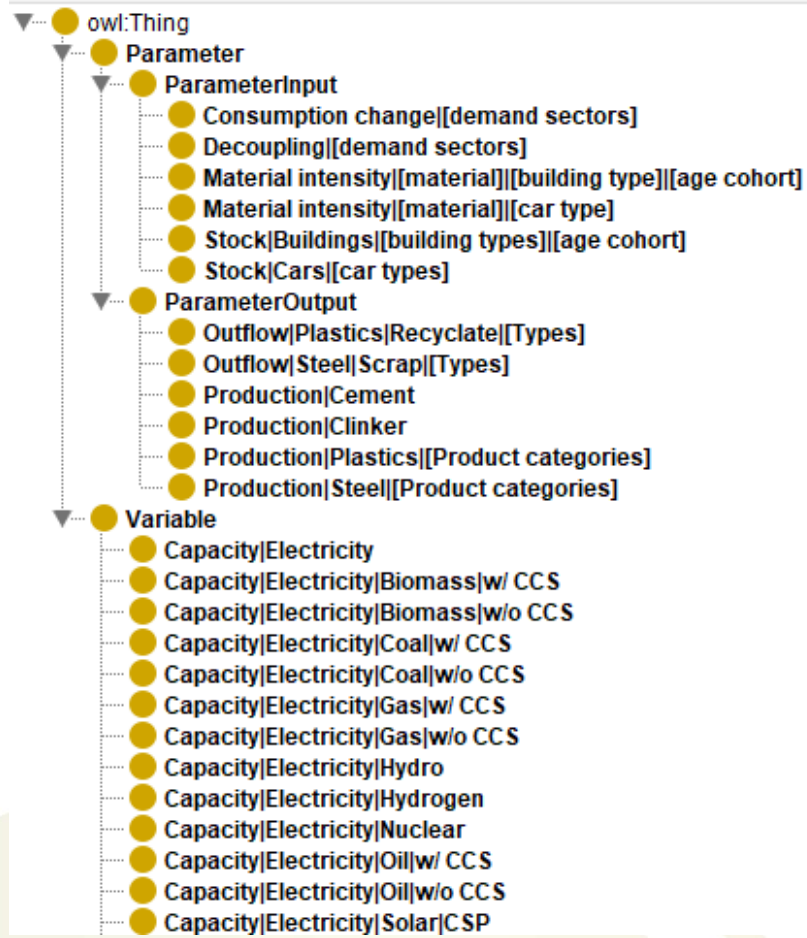 owl:Thing
Parameter
ParameterInput
Consumption change|[demand sectors]
Decoupling|[demand sectors]
Material intensity|[material]|[building type]|[age cohort]
Material intensity|[material]|[car type]
Stock|Buildings|[building types]|[age cohort]
Stock|Cars|[car types]
ParameterOutput
Outflow|Plastics|Recyclate|[Types]
Outflow|Steel|Scrap|[Types]
Production|Cement
Production|Clinker
Production|Plastics|[Product categories]
Production|Steel|[Product categories]
Variable
Capacity|Electricity
Capacity|Electricity|Biomass|w/ CCS
Capacity|Electricity|Biomass|w/o CCS
Capacity|Electricity|Coal|w/ CCS
Capacity|Electricity|Coal|w/o CCS
Capacity|Electricity|Gas|w/ CCS
Capacity|Electricity|Gas|w/o CCS
Capacity|Electricity|Hydro
Capacity|Electricity|Hydrogen
Capacity|Electricity|Nuclear
Capacity|Electricity|Oil|w/ CCS
Capacity|Electricity|Oil|w/o CCS
Capacity|Electricity|Solar|CSP